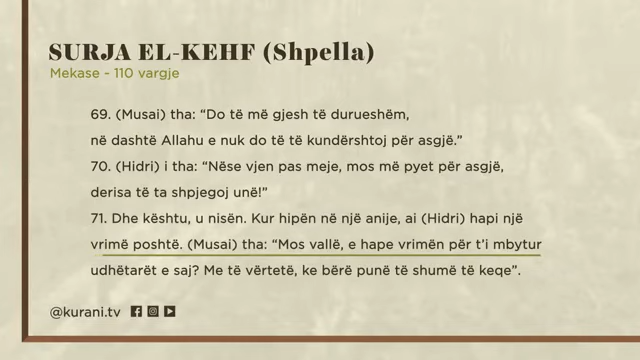 SURJA EL-KEHF (Shpella)
Mekase - 110 vargje
69. (Musai) tha: “Do të më gjesh të durueshëm,
në dashtë Allahu e nuk do të të kundërshtoj për asgjë.”
70. (Hidri) i tha: “Nëse vjen pas meje, mos më pyet për asgjë,
derisa të ta shpjegoj unë!”
71. Dhe kështu, u nisën. Kur hipën në një anije, ai (Hidri) hapi një
vrimë poshtë. (Musai) tha: “Mos vallë, e hape vrimën për t’i mbytur
udhëtarët e saj? Me të vërtetë, ke bërë punë të shumë të keqe”.
@kurani.tv